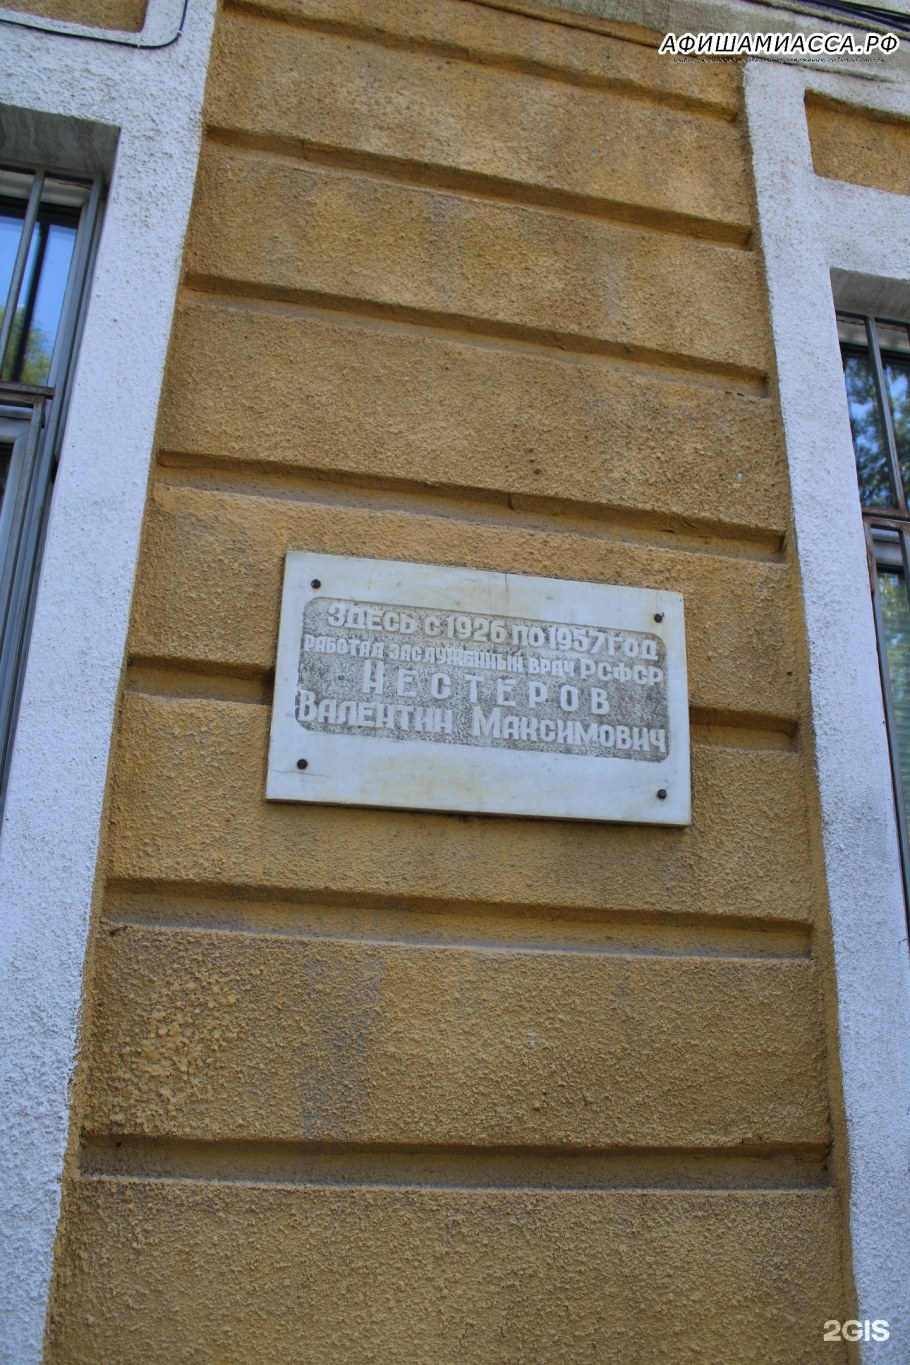 АФИШАМИАССА.РФ
Здесь с 1926 по 1957 год
работал заслуженный врач РСФСР
НЕСТЕРОВ
Валентин Максимович
2GIS